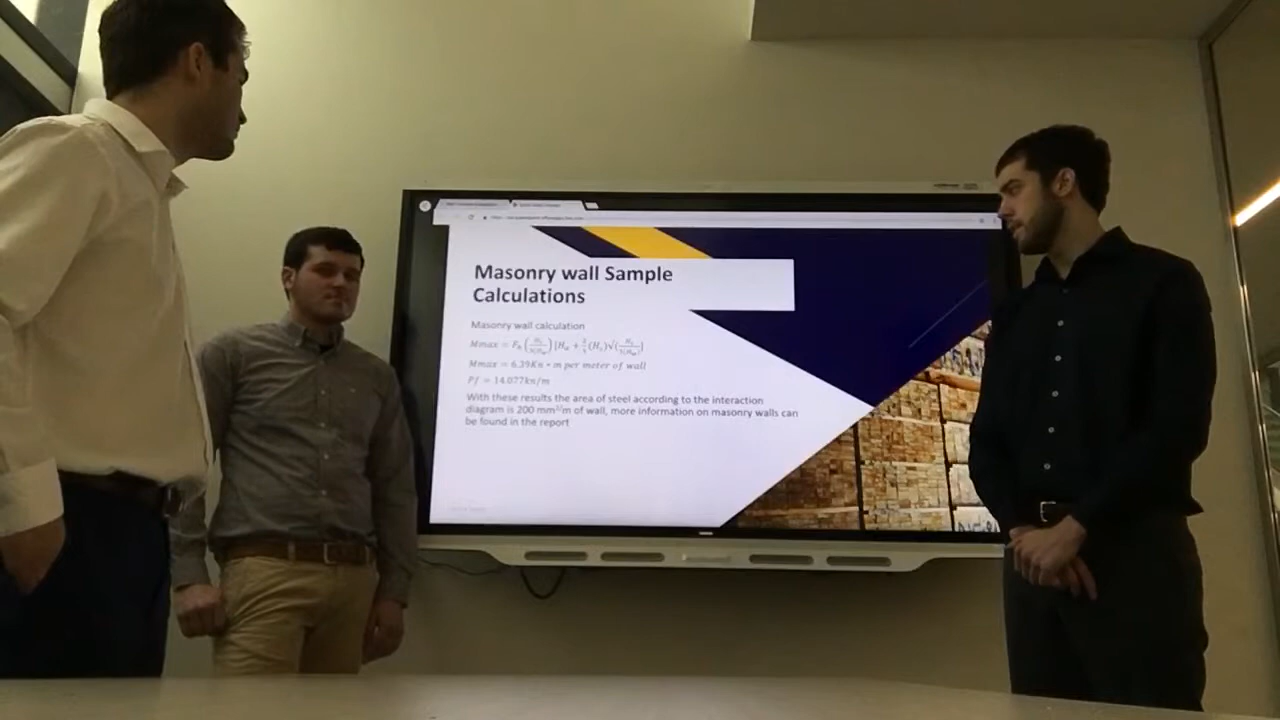 Masonry wall Sample
Calculations
Masonry wall calculation
Mmax = 6.39Kn * m per meter of wall
Pf = 14.077kn/m
With these results the area of steel according to the interaction
diagram is 200 mm²/m of wall, more information on masonry walls can
be found in the report